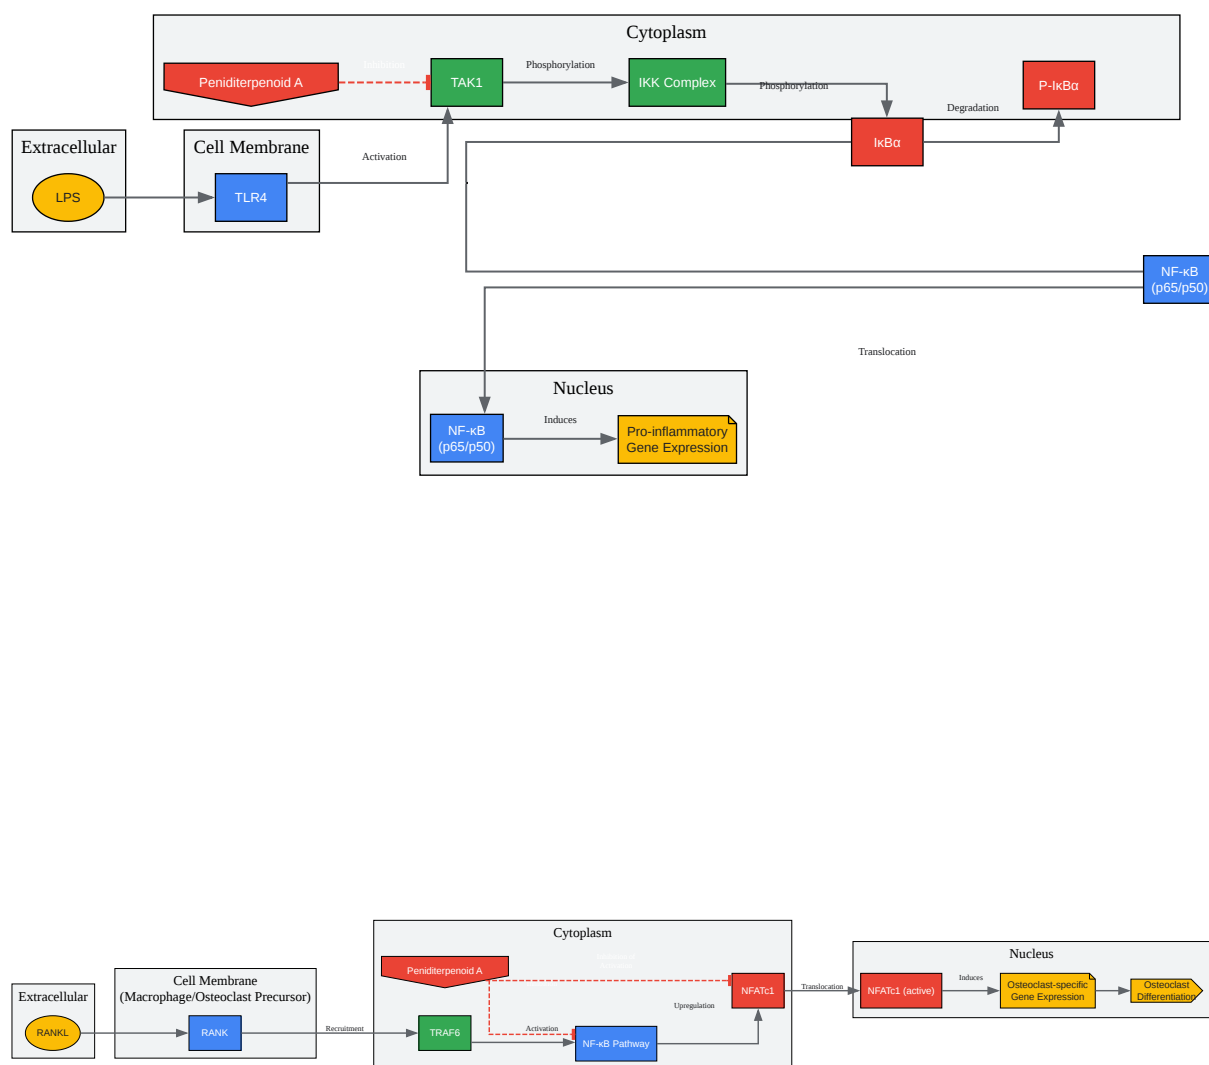 Cytoplasm
Peniditerpenoid A
Inhibition
TAK1
Phosphorylation
IKK Complex
Phosphorylation
P-IκBα
Degradation
IκBα
Extracellular
LPS
Cell Membrane
TLR4
Activation
NF-κB
(p65/p50)
Translocation
Nucleus
NF-κB
(p65/p50)
Induces
Pro-inflammatory
Gene Expression
Cytoplasm
Peniditerpenoid A
NFATc1
Upregulation
TRAF6
Activation
NF-κB Pathway
Extracellular
RANKL
Cell Membrane
(Macrophage/Osteoclast Precursor)
RANK
Recruitment
Translocation
Nucleus
NFATc1 (active)
Induces
Osteoclast-specific
Gene Expression
Osteoclast
Differentiation